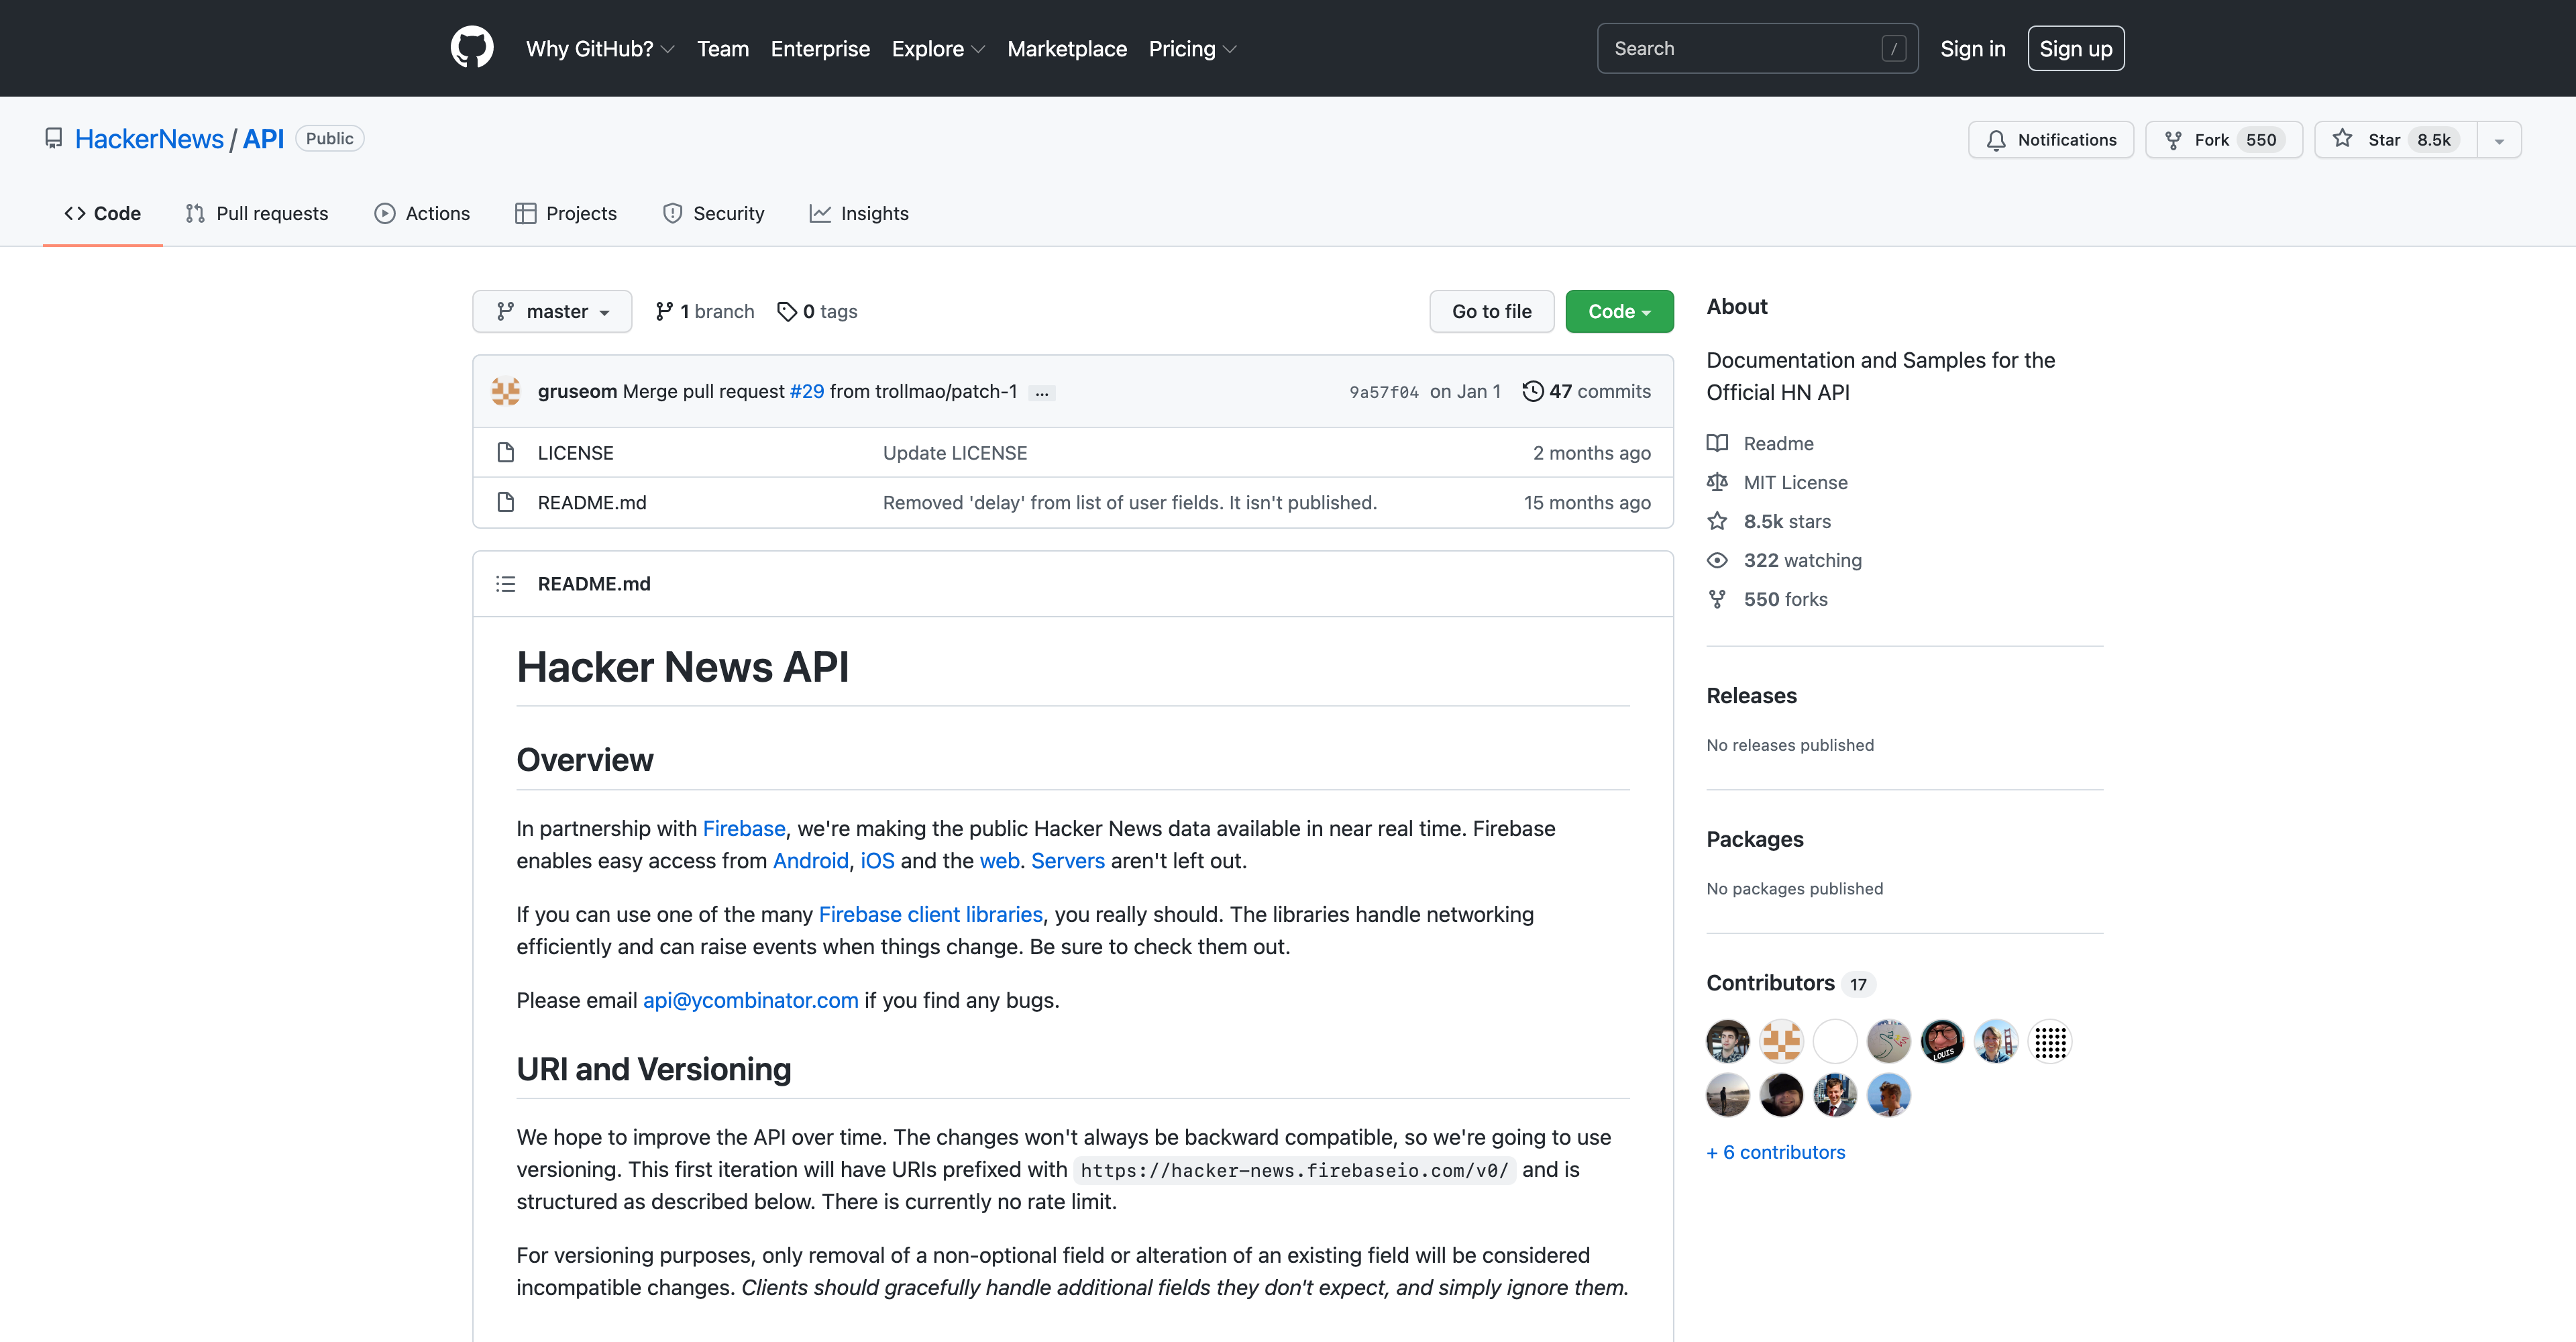 Why GitHub? Team Enterprise Explore Marketplace Pricing Search / Sign in Sign up
HackerNews / API Public Notifications Fork 550 Star 8.5k
Code Pull requests Actions Projects Security Insights
master 1 branch 0 tags Go to file Code
gruseom Merge pull request #29 from trollmao/patch-1 ... 9a57f04 on Jan 1 47 commits
LICENSE Update LICENSE 2 months ago
README.md Removed 'delay' from list of user fields. It isn't published. 15 months ago
README.md
Hacker News API
Overview
In partnership with Firebase, we're making the public Hacker News data available in near real time. Firebase
enables easy access from Android, iOS and the web. Servers aren't left out.
If you can use one of the many Firebase client libraries, you really should. The libraries handle networking
efficiently and can raise events when things change. Be sure to check them out.
Please email api@ycombinator.com if you find any bugs.
URI and Versioning
We hope to improve the API over time. The changes won't always be backward compatible, so we're going to use
versioning. This first iteration will have URIs prefixed with https://hacker-news.firebaseio.com/v0/ and is
structured as described below. There is currently no rate limit.
For versioning purposes, only removal of a non-optional field or alteration of an existing field will be considered
incompatible changes. Clients should gracefully handle additional fields they don't expect, and simply ignore them.
About
Documentation and Samples for the
Official HN API
Readme
MIT License
8.5k stars
322 watching
550 forks
Releases
No releases published
Packages
No packages published
Contributors 17
LOUIS
+ 6 contributors